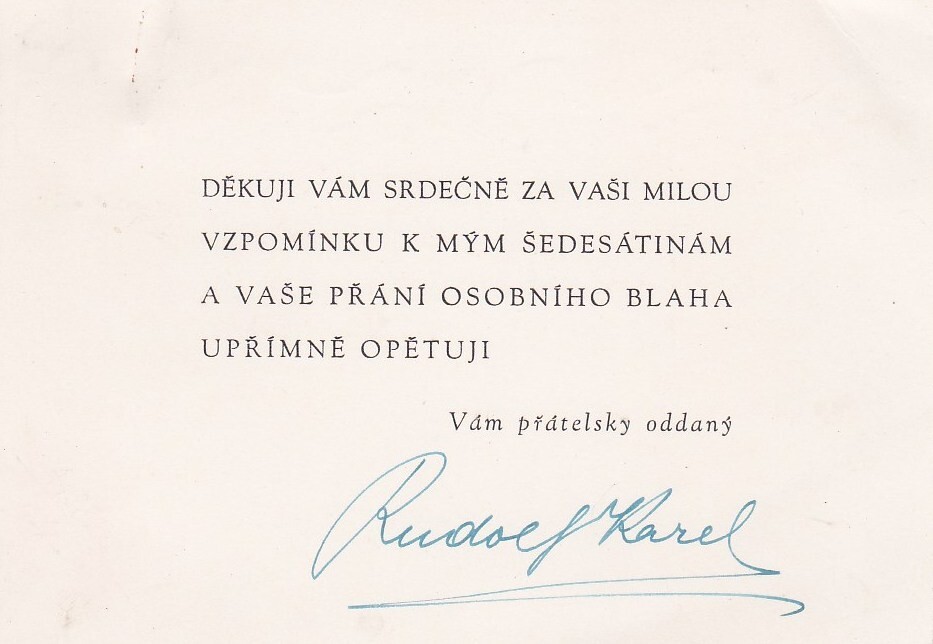 DĚKUJI VÁM SRDEČNĚ ZA VAŠI MILOU
VZPOMÍNKU K MÝM ŠEDESÁTINÁM
A VAŠE PŘÁNÍ OSOBNÍHO BLAHA
UPŘÍMNĚ OPĚTUJI
Vám přátelsky oddaný
Rudolf Karel